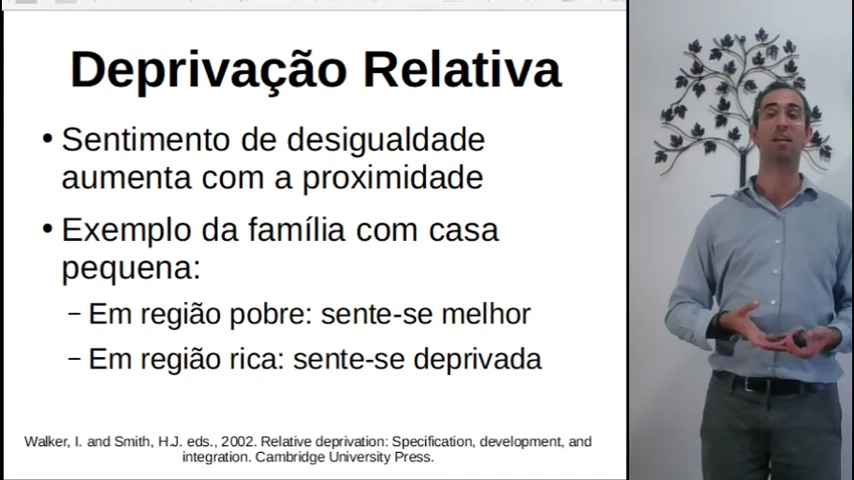 Deprivação Relativa
• Sentimento de desigualdade
aumenta com a proximidade
• Exemplo da família com casa
pequena:
– Em região pobre: sente-se melhor
– Em região rica: sente-se deprivada
Walker, I. and Smith, H.J. eds., 2002. Relative deprivation: Specification, development, and
integration. Cambridge University Press.